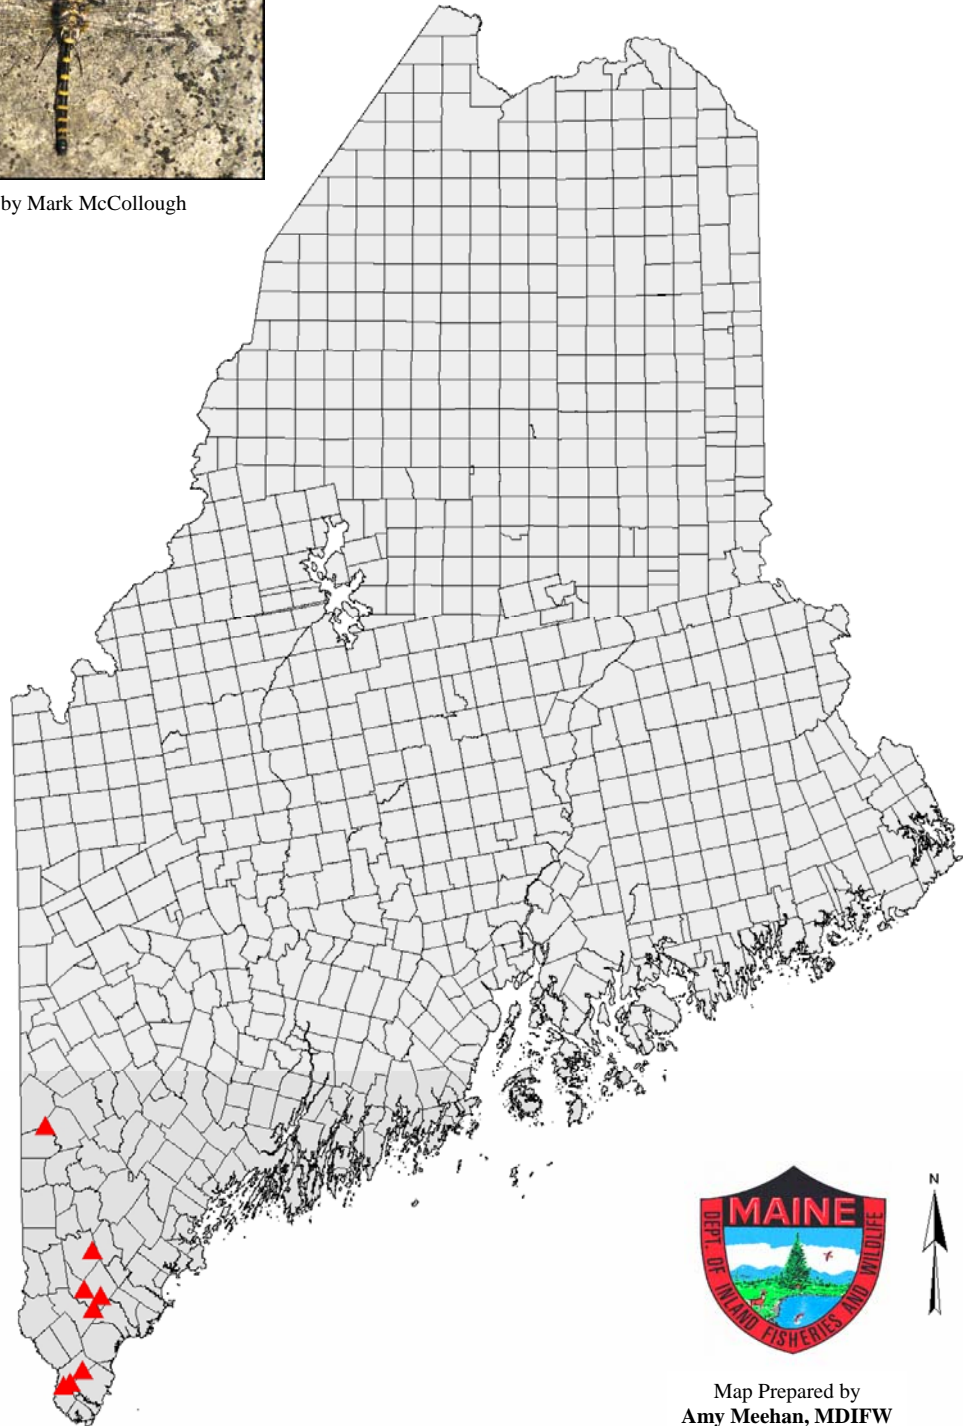 by Mark McCollough
MAINE
DEPT. OF INLAND FISHERIES AND WILDLIFE
N
Map Prepared by
Amy Meehan, MDIFW